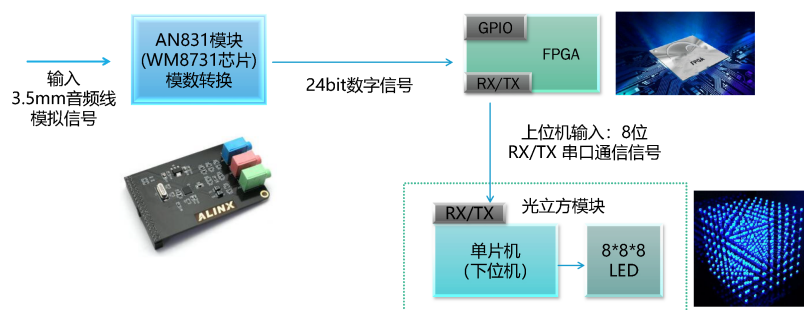 输入
3.5mm音频线
模拟信号
AN831模块
(WM8731芯片)
模数转换
24bit数字信号
GPIO
FPGA
RX/TX
FPGA
上位机输入：8位
RX/TX 串口通信信号
ALINX
RX/TX
光立方模块
单片机
（下位机）
8*8*8
LED